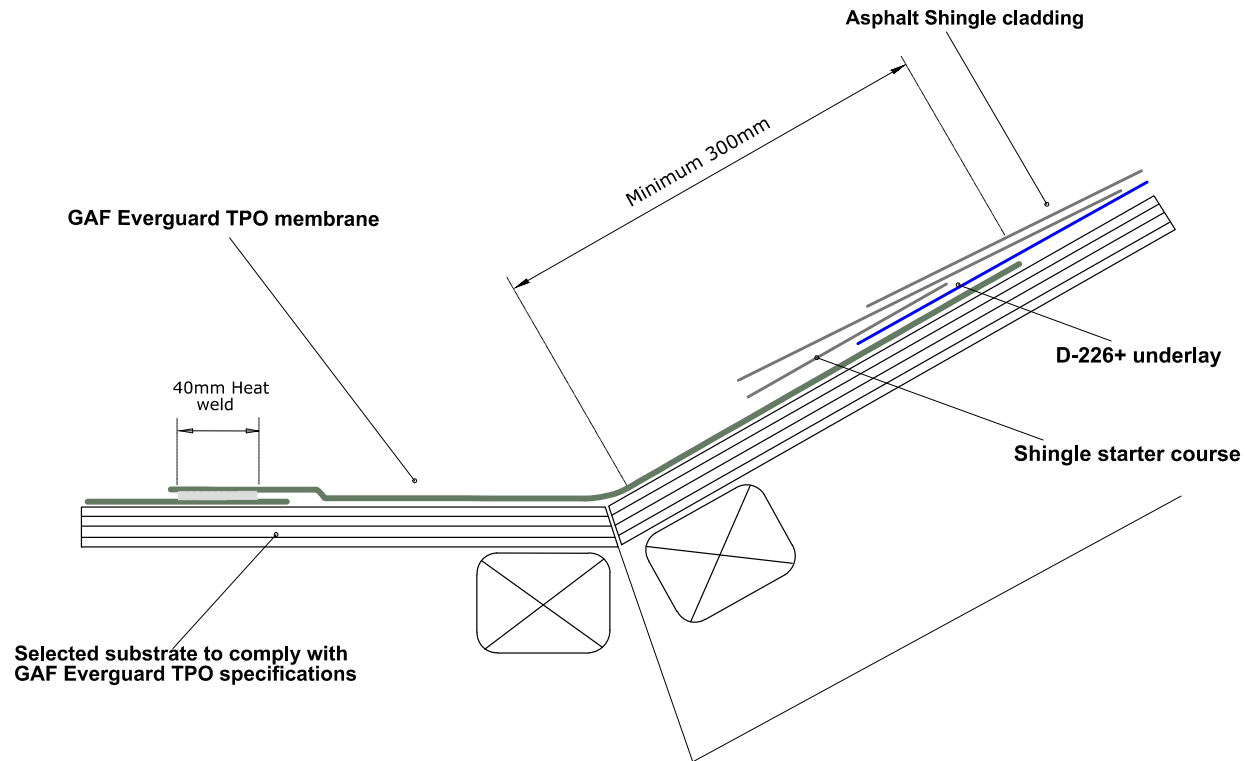 Asphalt Shingle cladding
Minimum 300mm
GAF Everguard TPO membrane
40mm Heat
weld
D-226+ underlay
Shingle starter course
Selected substrate to comply with
GAF Everguard TPO specifications